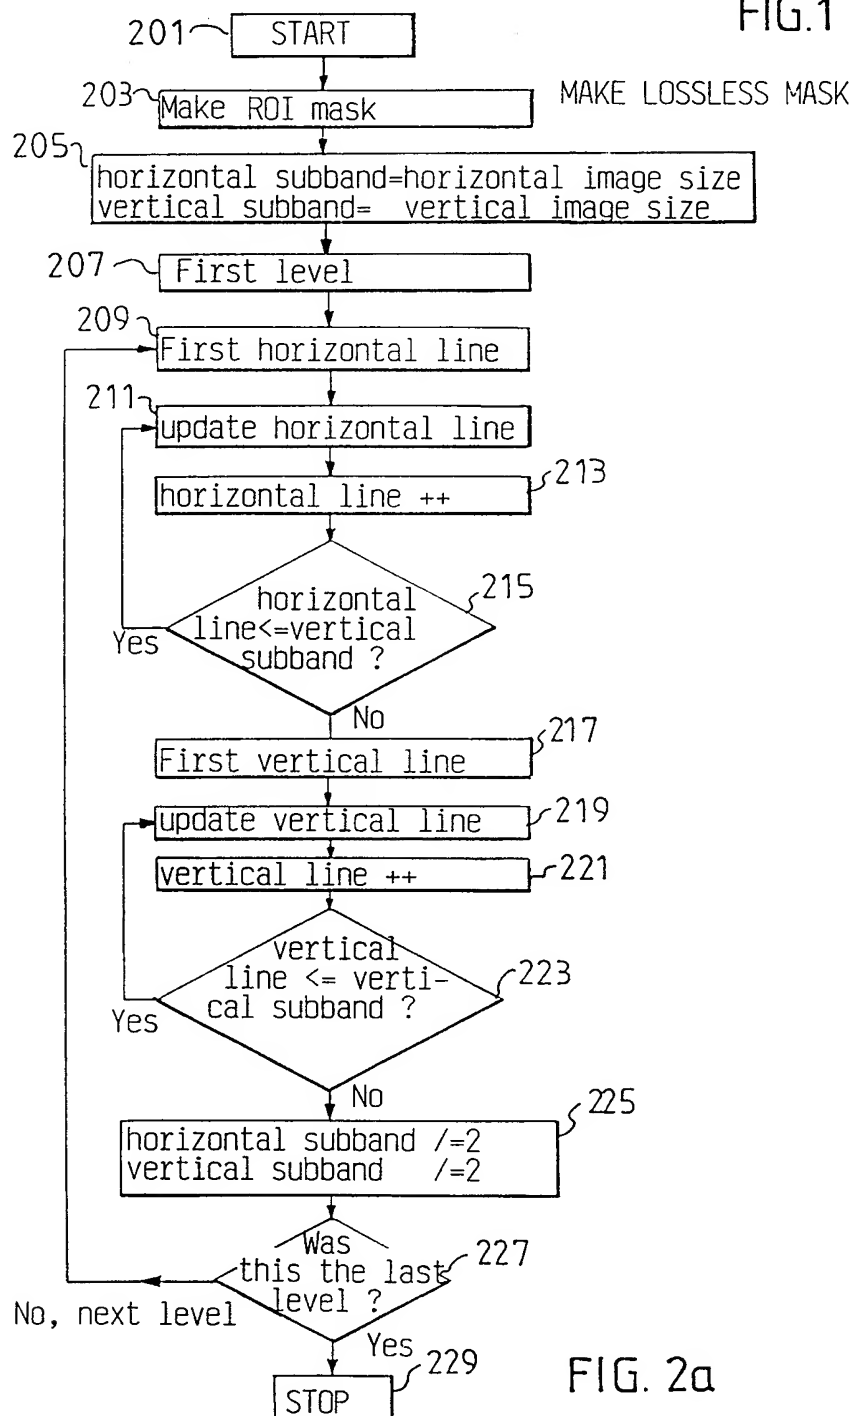 FIG.1
201 START
MAKE LOSSLESS MASK
203 Make ROI mask
205
horizontal subband=horizontal image size
vertical subband= vertical image size
207 First level
209
First horizontal line
211
update horizontal line
213
horizontal line ++
215
horizontal
line<=vertical
subband ?
Yes
No
217
First vertical line
update vertical line 219
vertical line ++ 221
vertical
line <= verti-
cal subband ?
223
Yes
No
225
horizontal subband /=2
vertical subband /=2
Was
this the last
level ?
227
No, next level
Yes
229
STOP
FIG. 2a